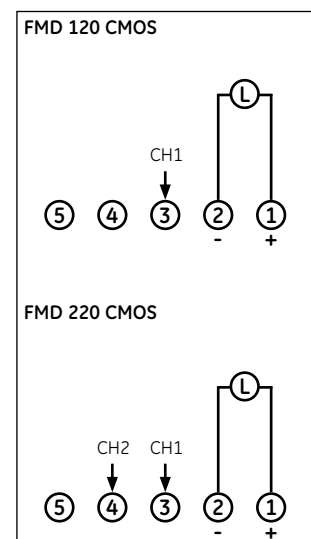 FMD 120 CMOS
L
CH1
5 4 3 2 1
- +
FMD 220 CMOS
L
CH2 CH1
5 4 3 2 1
- +